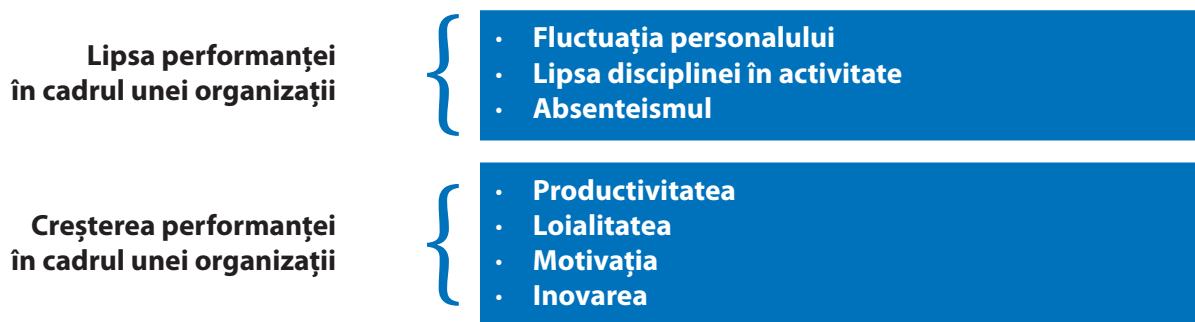 Lipsa performanței
în cadrul unei organizații
• Fluctuația personalului
• Lipsa disciplinei în activitate
• Absenteismul
Creșterea performanței
în cadrul unei organizații
• Productivitatea
• Loialitatea
• Motivația
• Inovarea